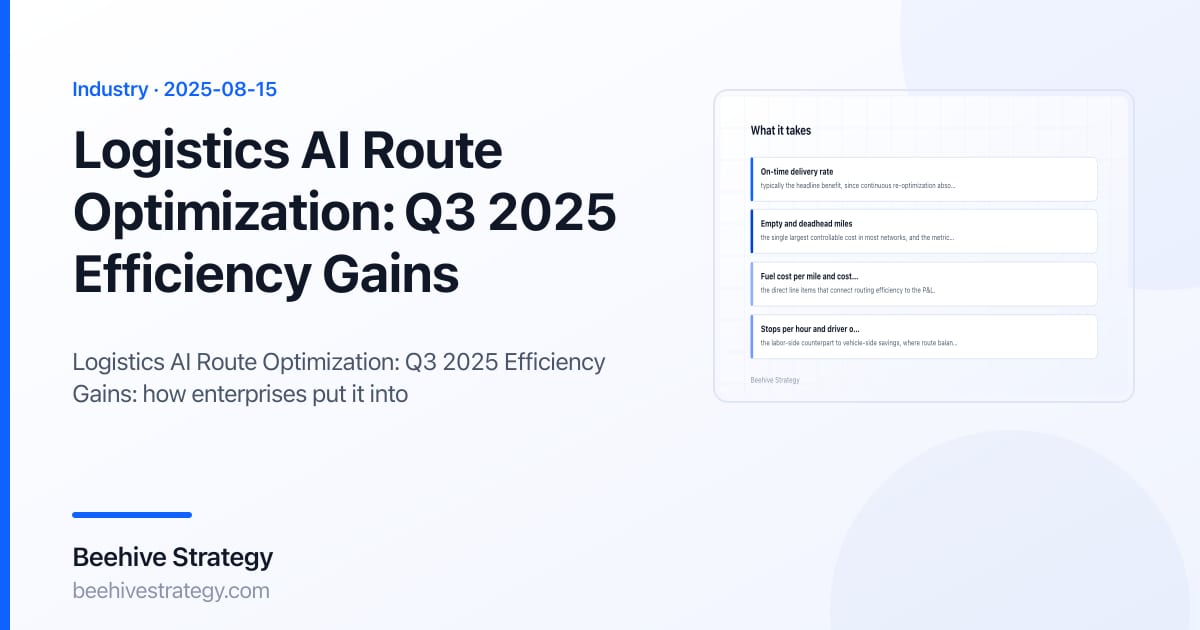 Industry · 2025-08-15
Logistics AI Route
Optimization: Q3 2025
Efficiency Gains
Logistics AI Route Optimization: Q3 2025 Efficiency
Gains: how enterprises put it into
Beehive Strategy
beehivestrategy.com
What it takes
On-time delivery rate
typically the headline benefit, since continuous re-optimization abso...
Empty and deadhead miles
the single largest controllable cost in most networks, and the metric...
Fuel cost per mile and cost...
the direct line items that connect routing efficiency to the P&L.
Stops per hour and driver o...
the labor-side counterpart to vehicle-side savings, where route balan...
Beehive Strategy